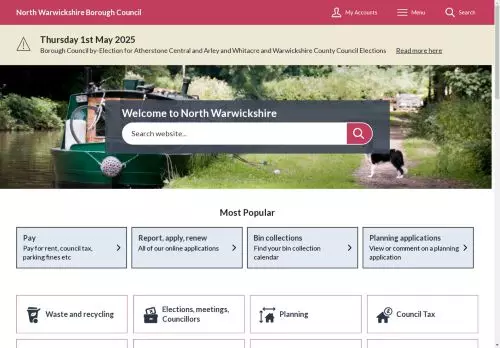 North Warwickshire Borough Council
My Accounts
Menu
Search
Thursday 1st May 2025
Borough Council by-Election for Atherstone Central and Arley and Whitacre and Warwickshire County Council Elections
Read more here
Welcome to North Warwickshire
Search website...
Most Popular
Pay
Pay for rent, council tax,
parking fines etc
Report, apply, renew
All of our online applications
Bin collections
Find your bin collection
calendar
Planning applications
View or comment on a planning
application
Waste and recycling
Elections, meetings,
Councillors
Planning
Council Tax